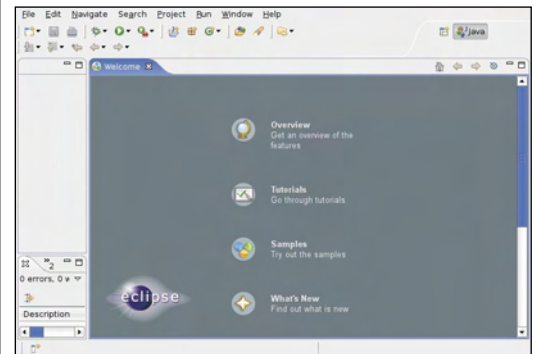 File Edit Navigate Search Project Run Window Help
Java
Welcome
Overview
Get an overview of the
features
Tutorials
Go through tutorials
Samples
Try out the samples
What's New
Find out what is new
eclipse
2
0 errors, 0 w
Description